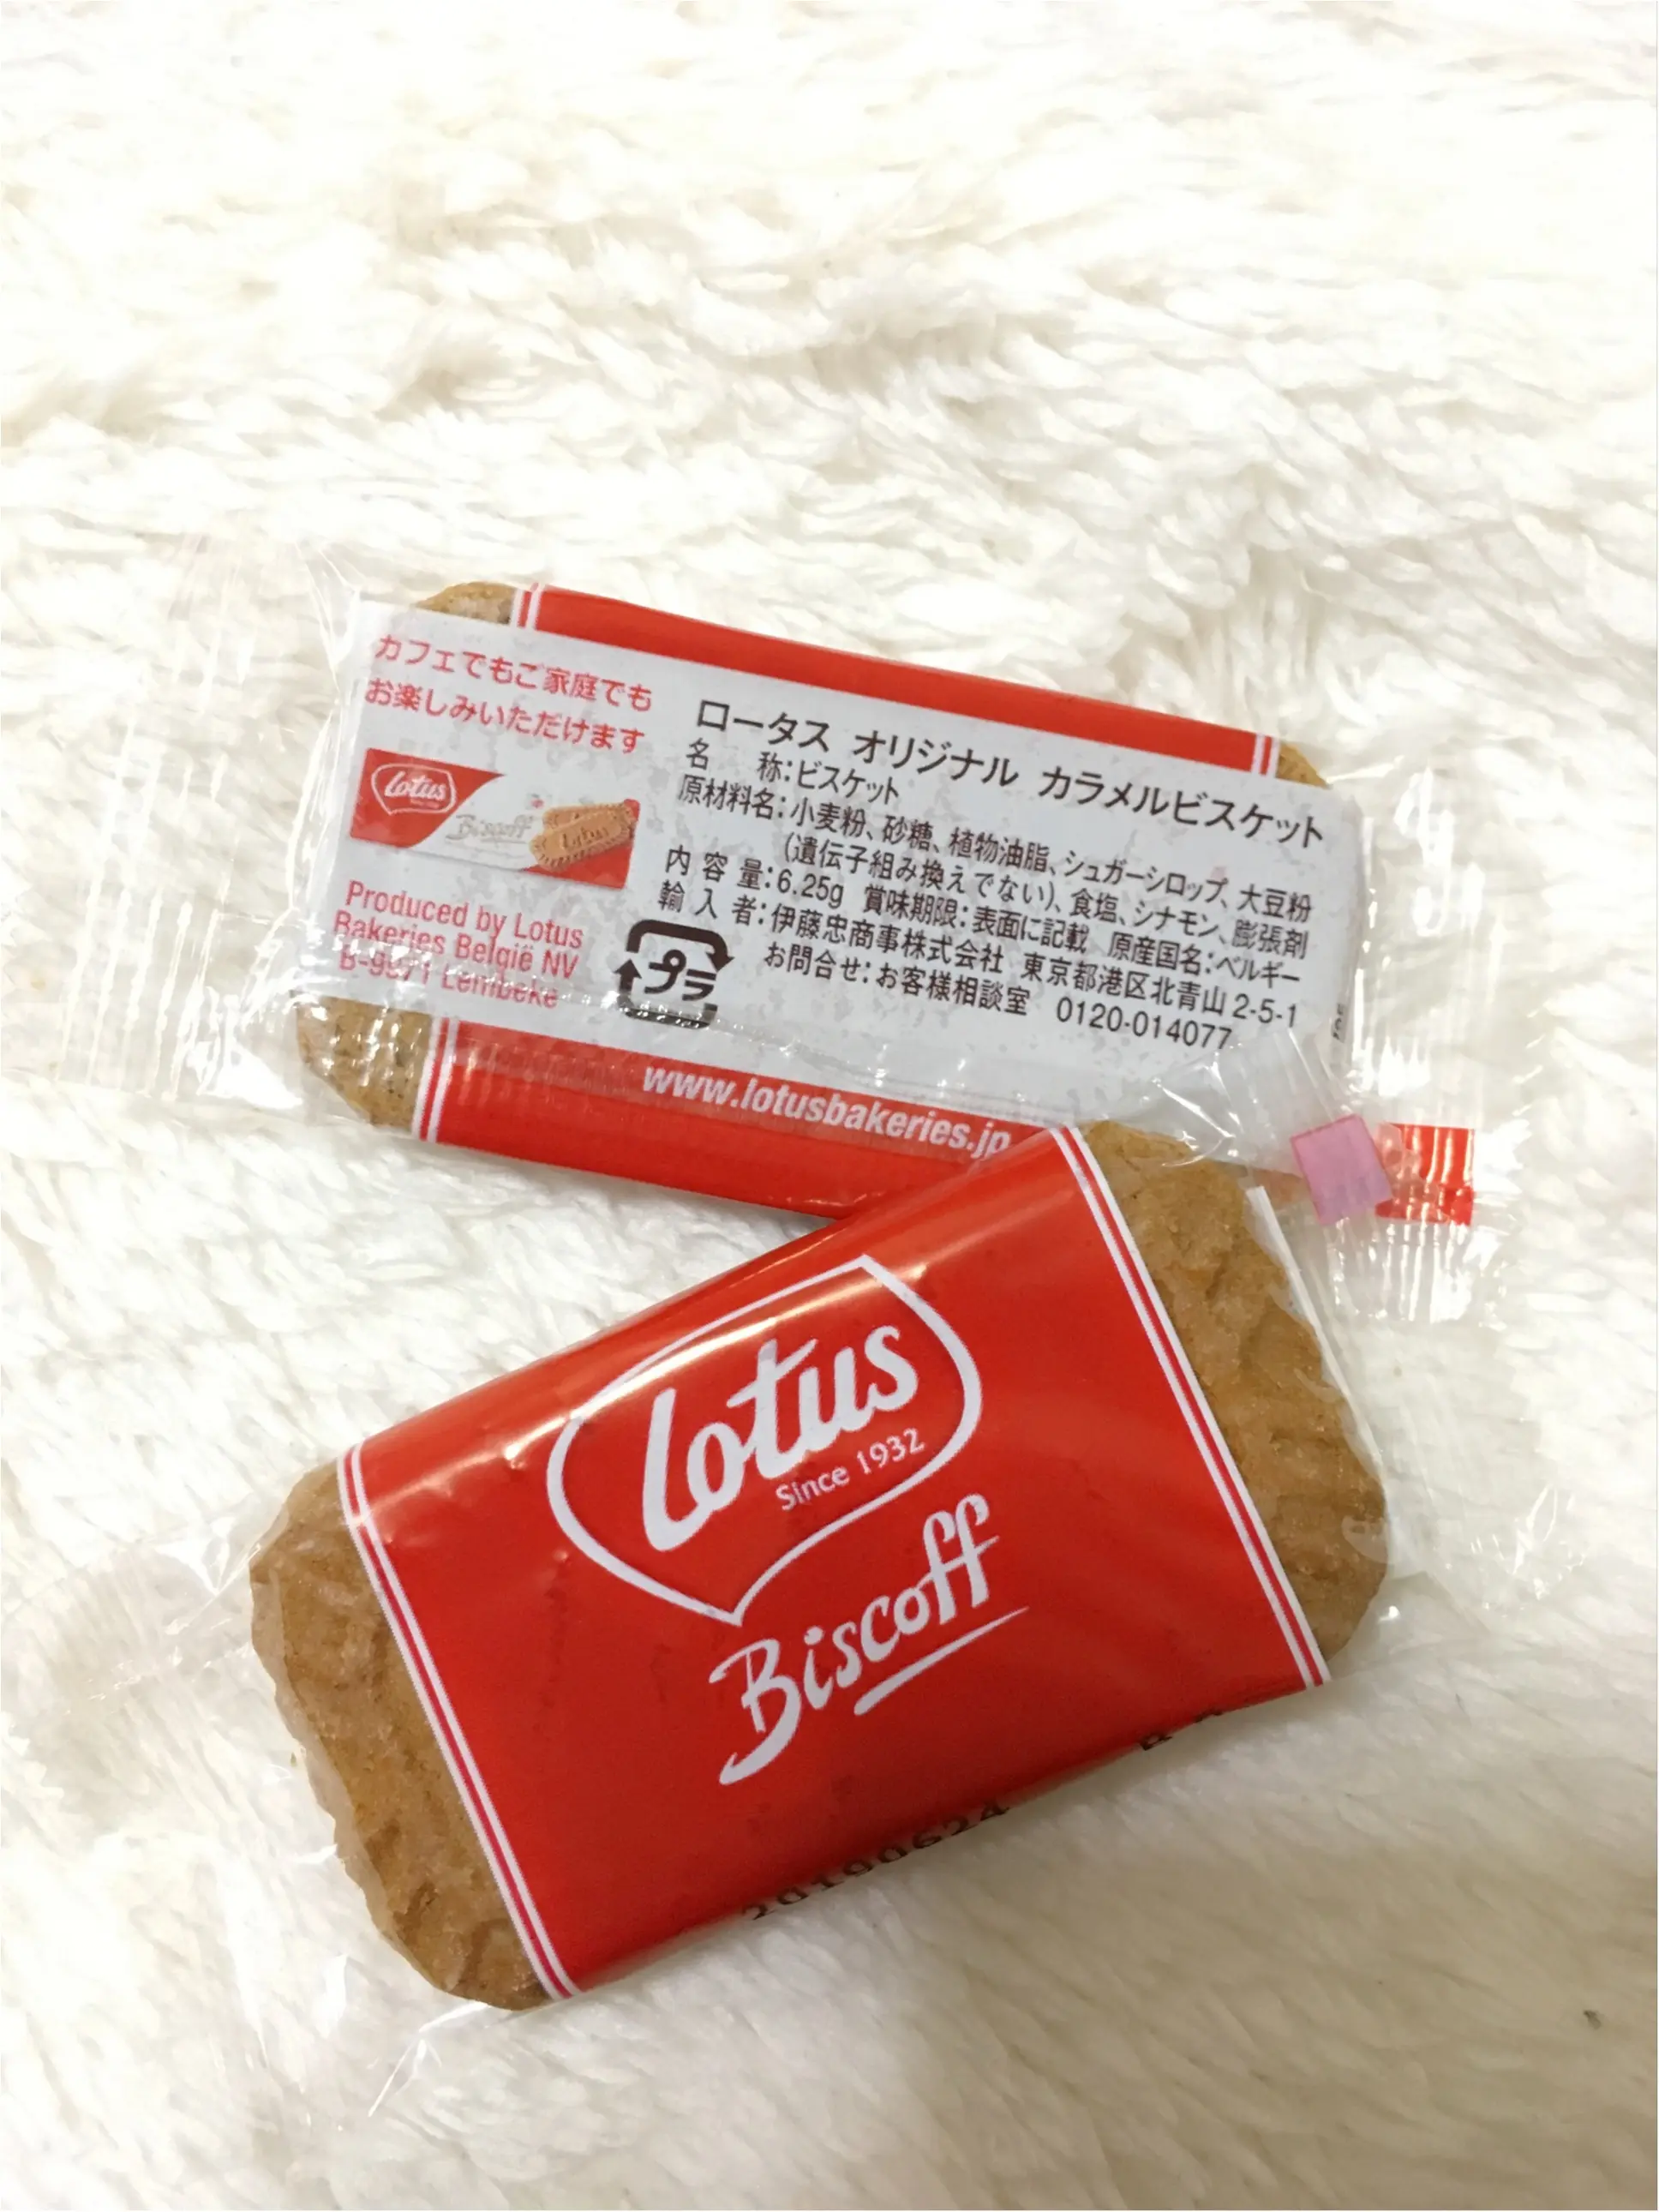 カフェでもご家庭でも
お楽しみいただけます
Lotus
Biscoff
Lotus
Produced by Lotus
Bakeries België NV
B-9971 Lembeke
プラ
ロータス オリジナル カラメルビスケット
名 称:ビスケット
原材料名:小麦粉、砂糖、植物油脂、シュガーシロップ、大豆粉
(遺伝子組み換えでない)、食塩、シナモン、膨張剤
内容量:6.25g 賞味期限:表面に記載 原産国名:ベルギー
輸入者:伊藤忠商事株式会社 東京都港区北青山2-5-1
お問合せ:お客様相談室 0120-014077
www.lotusbakeries.jp
Lotus
Since 1932
Biscoff
20190624